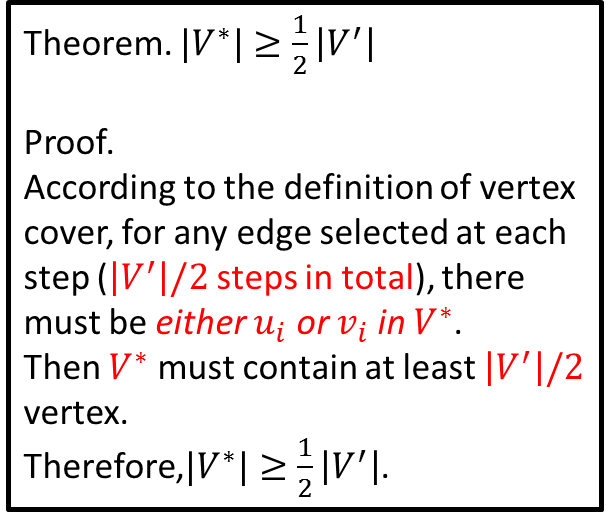 Theorem. |V*| ≥ 1/2 |V′|
Proof.
According to the definition of vertex
cover, for any edge selected at each
step (|V′|/2 steps in total), there
must be either uᵢ or vᵢ in V*.
Then V* must contain at least |V′|/2
vertex.
Therefore,|V*| ≥ 1/2 |V′|.